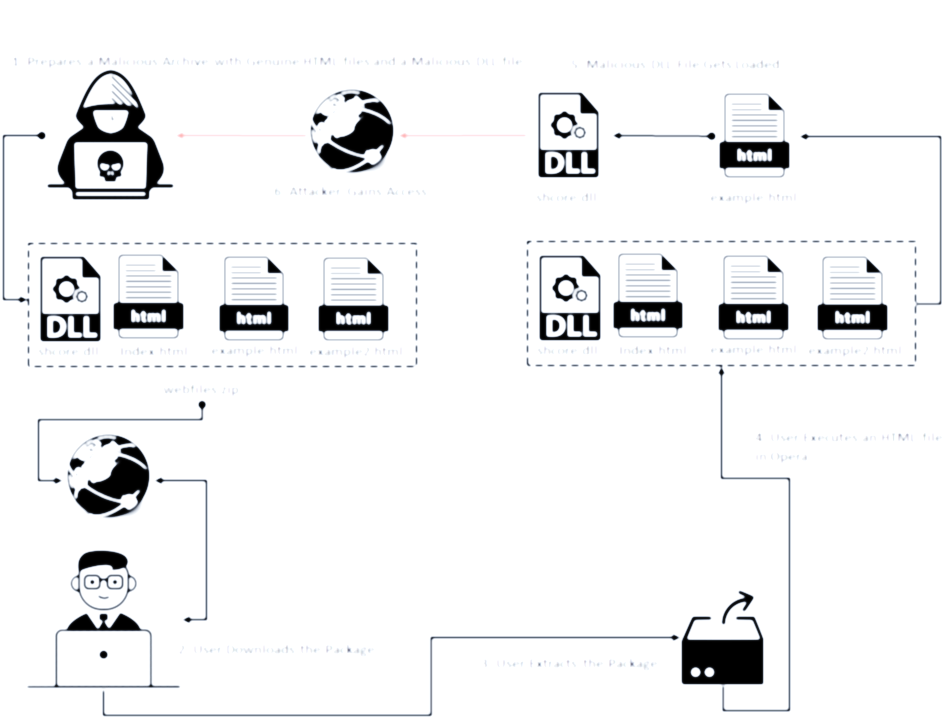 1. Prepares a Malicious Archive with Genuine HTML files and a Malicious DLL file
5. Malicious DLL File Gets Loaded
DLL
html
6. Attacker Gains Access
shcore.dll
example.html
DLL
html
html
html
shcore.dll
Index.html
example.html
example2.html
DLL
html
html
html
shcore.dll
Index.html
example.html
example2.html
webfiles.zip
4. User Executes an HTML file
in Opera
2. User Downloads the Package
3. User Extracts the Package